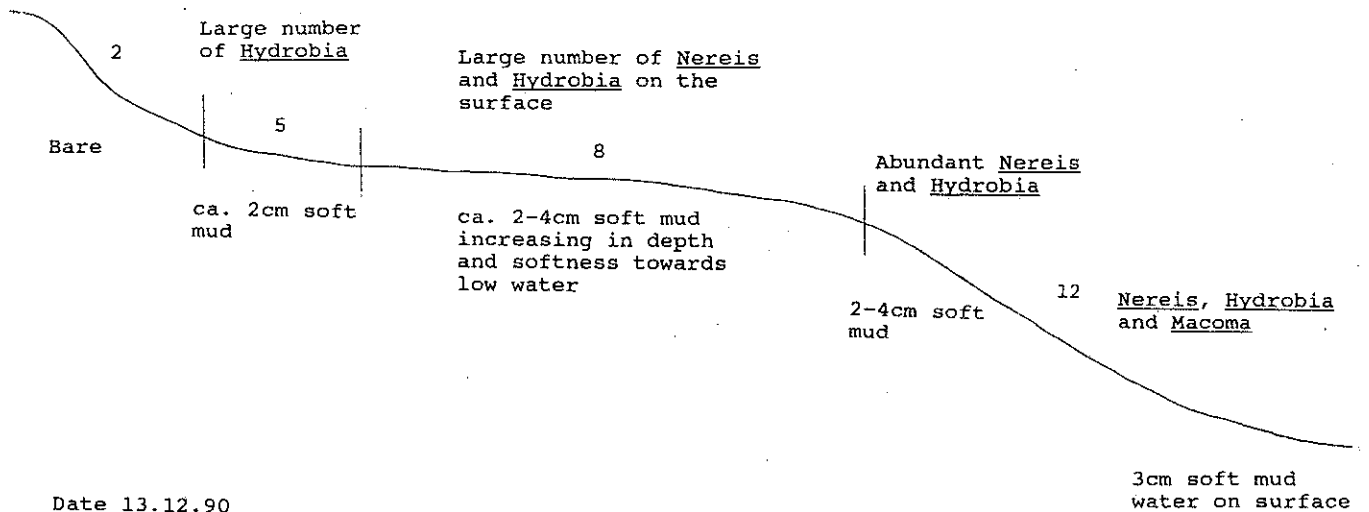 2
Large number
of Hydrobia
Large number of Nereis
and Hydrobia on the
surface
Bare
5
8
Abundant Nereis
and Hydrobia
ca. 2cm soft
mud
ca. 2-4cm soft mud
increasing in depth
and softness towards
low water
2-4cm soft
mud
12
Nereis, Hydrobia
and Macoma
3cm soft mud
water on surface
Date 13.12.90